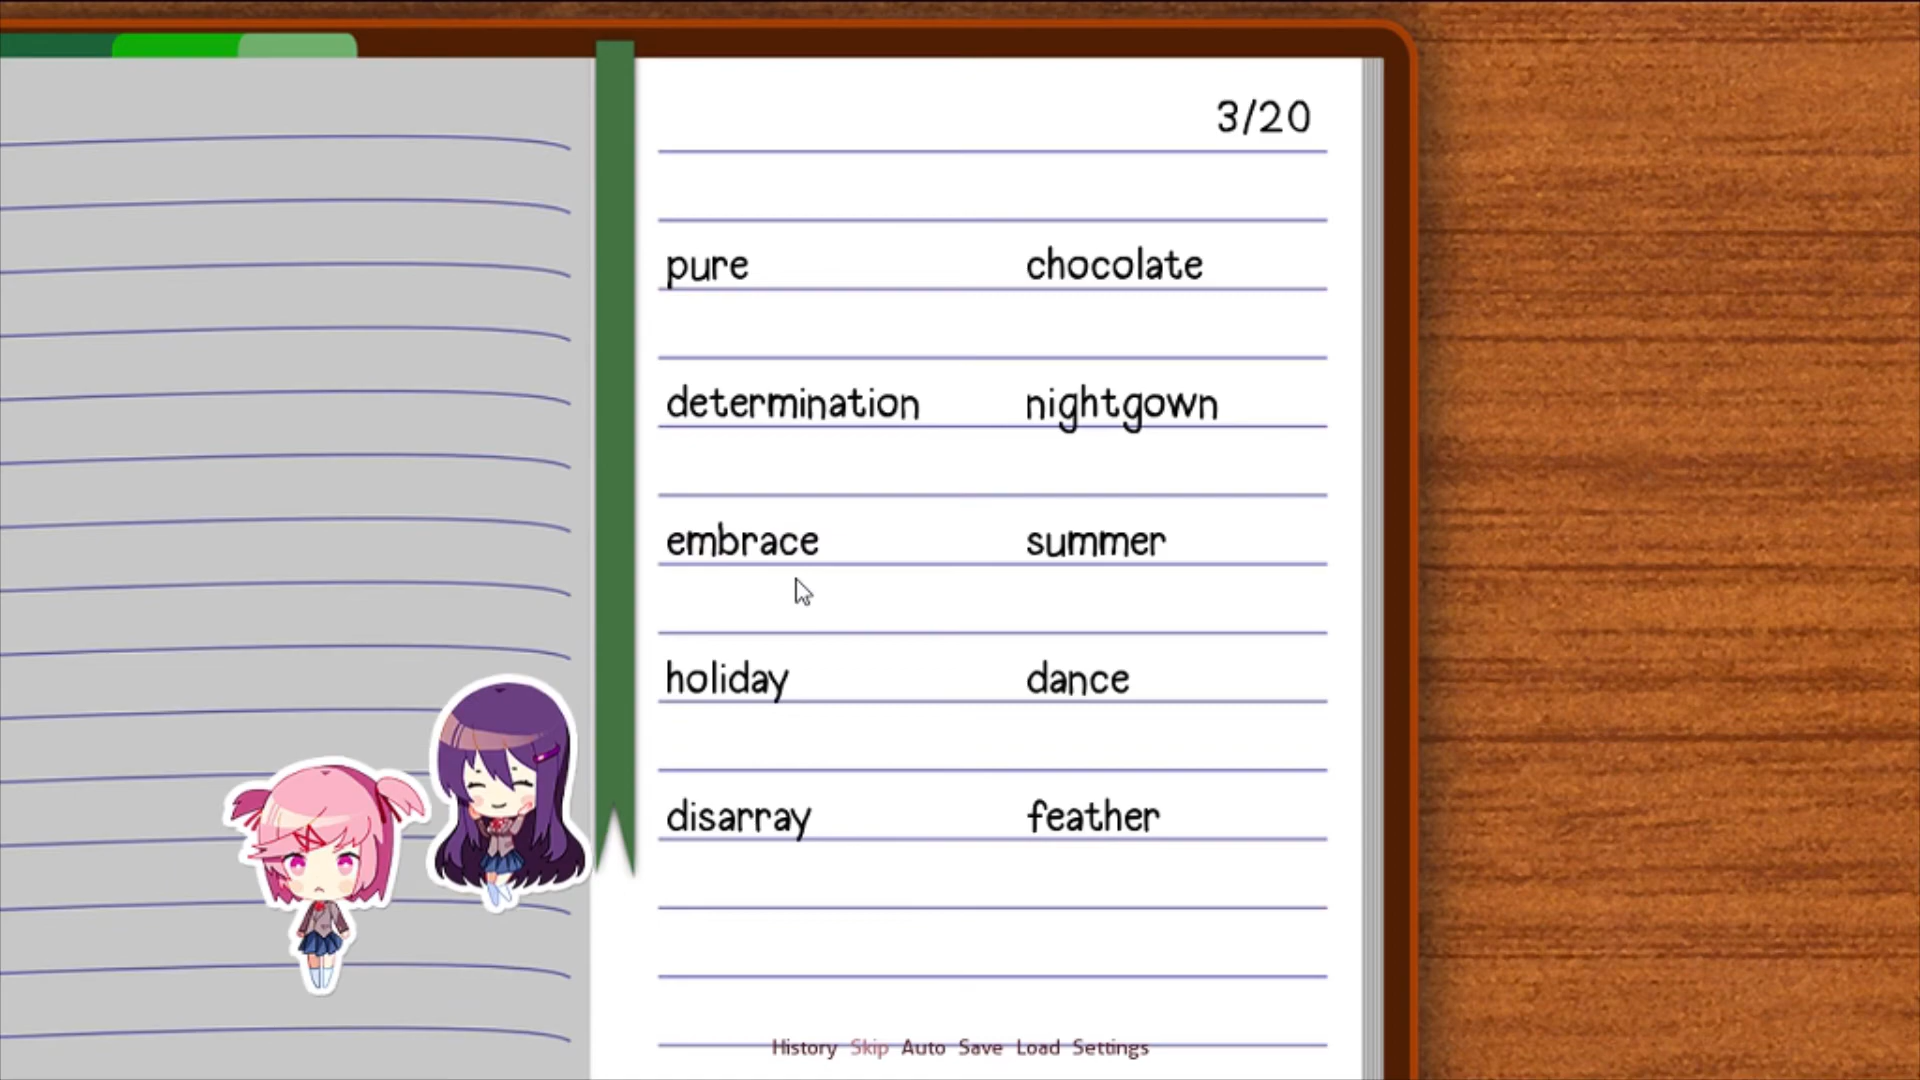 3/20
pure chocolate
determination nightgown
embrace summer
holiday dance
disarray feather
History Skip Auto Save Load Settings